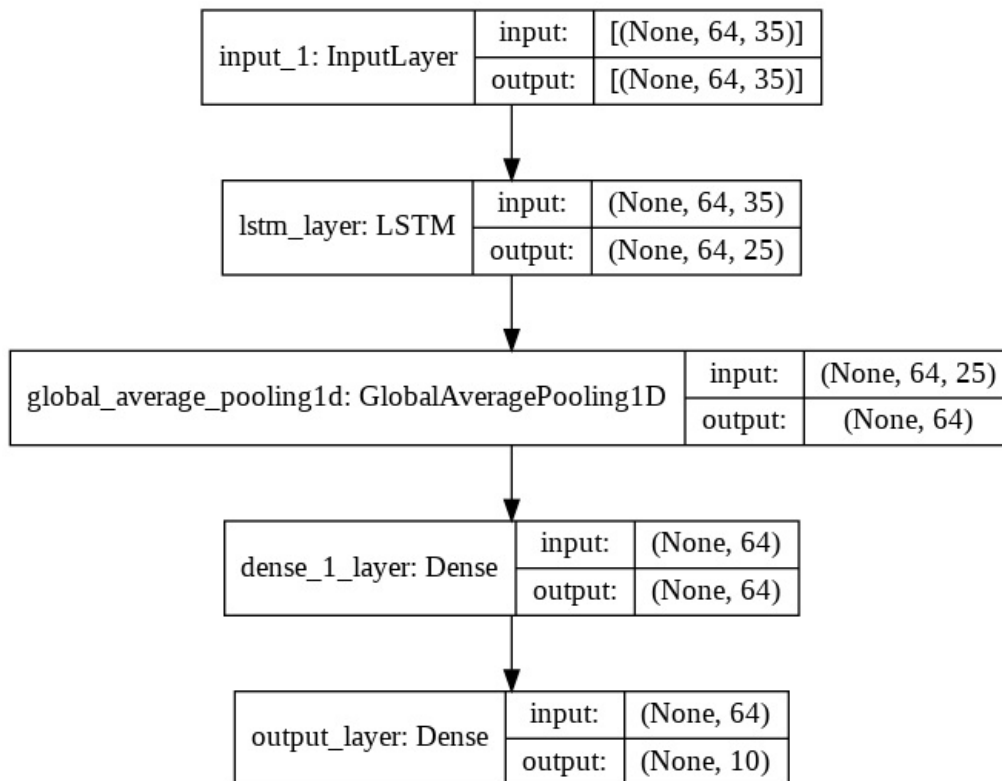 input_1: InputLayer
input: [(None, 64, 35)]
output: [(None, 64, 35)]
lstm_layer: LSTM
input: (None, 64, 35)
output: (None, 64, 25)
global_average_pooling1d: GlobalAveragePooling1D
input: (None, 64, 25)
output: (None, 64)
dense_1_layer: Dense
input: (None, 64)
output: (None, 64)
output_layer: Dense
input: (None, 64)
output: (None, 10)